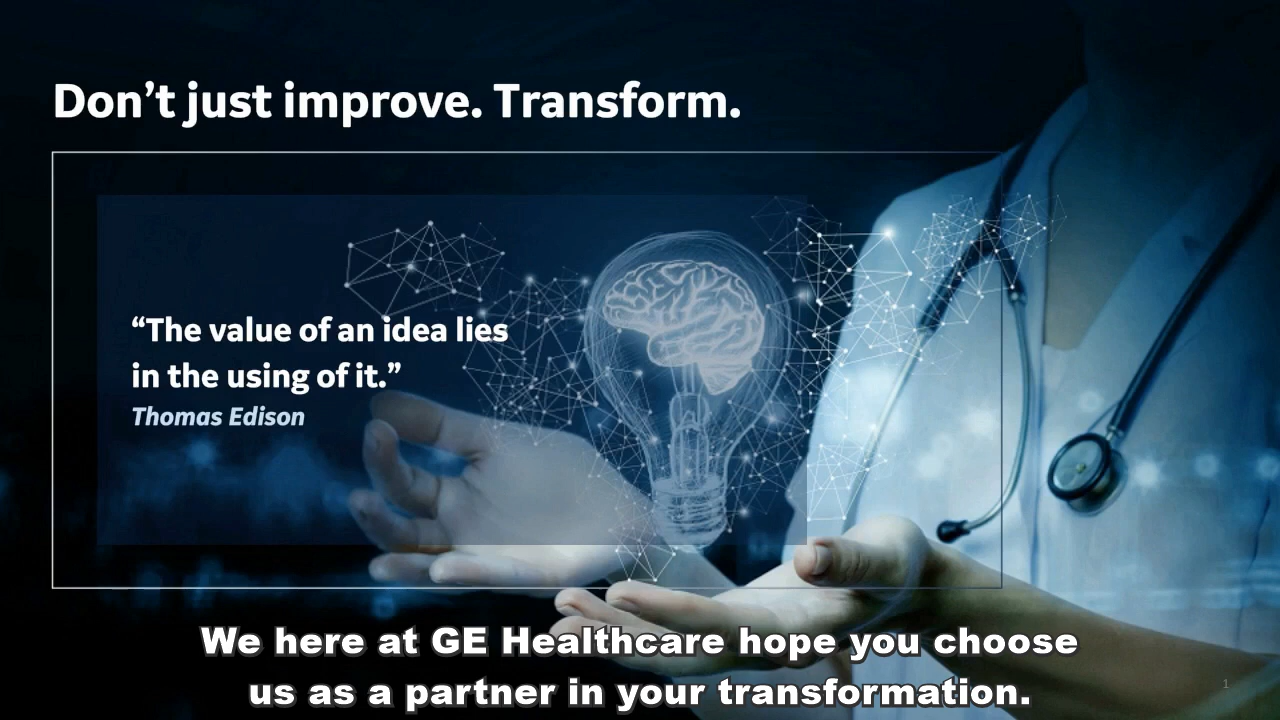 Don’t just improve. Transform.
“The value of an idea lies
in the using of it.”
Thomas Edison
We here at GE Healthcare hope you choose
us as a partner in your transformation.
1